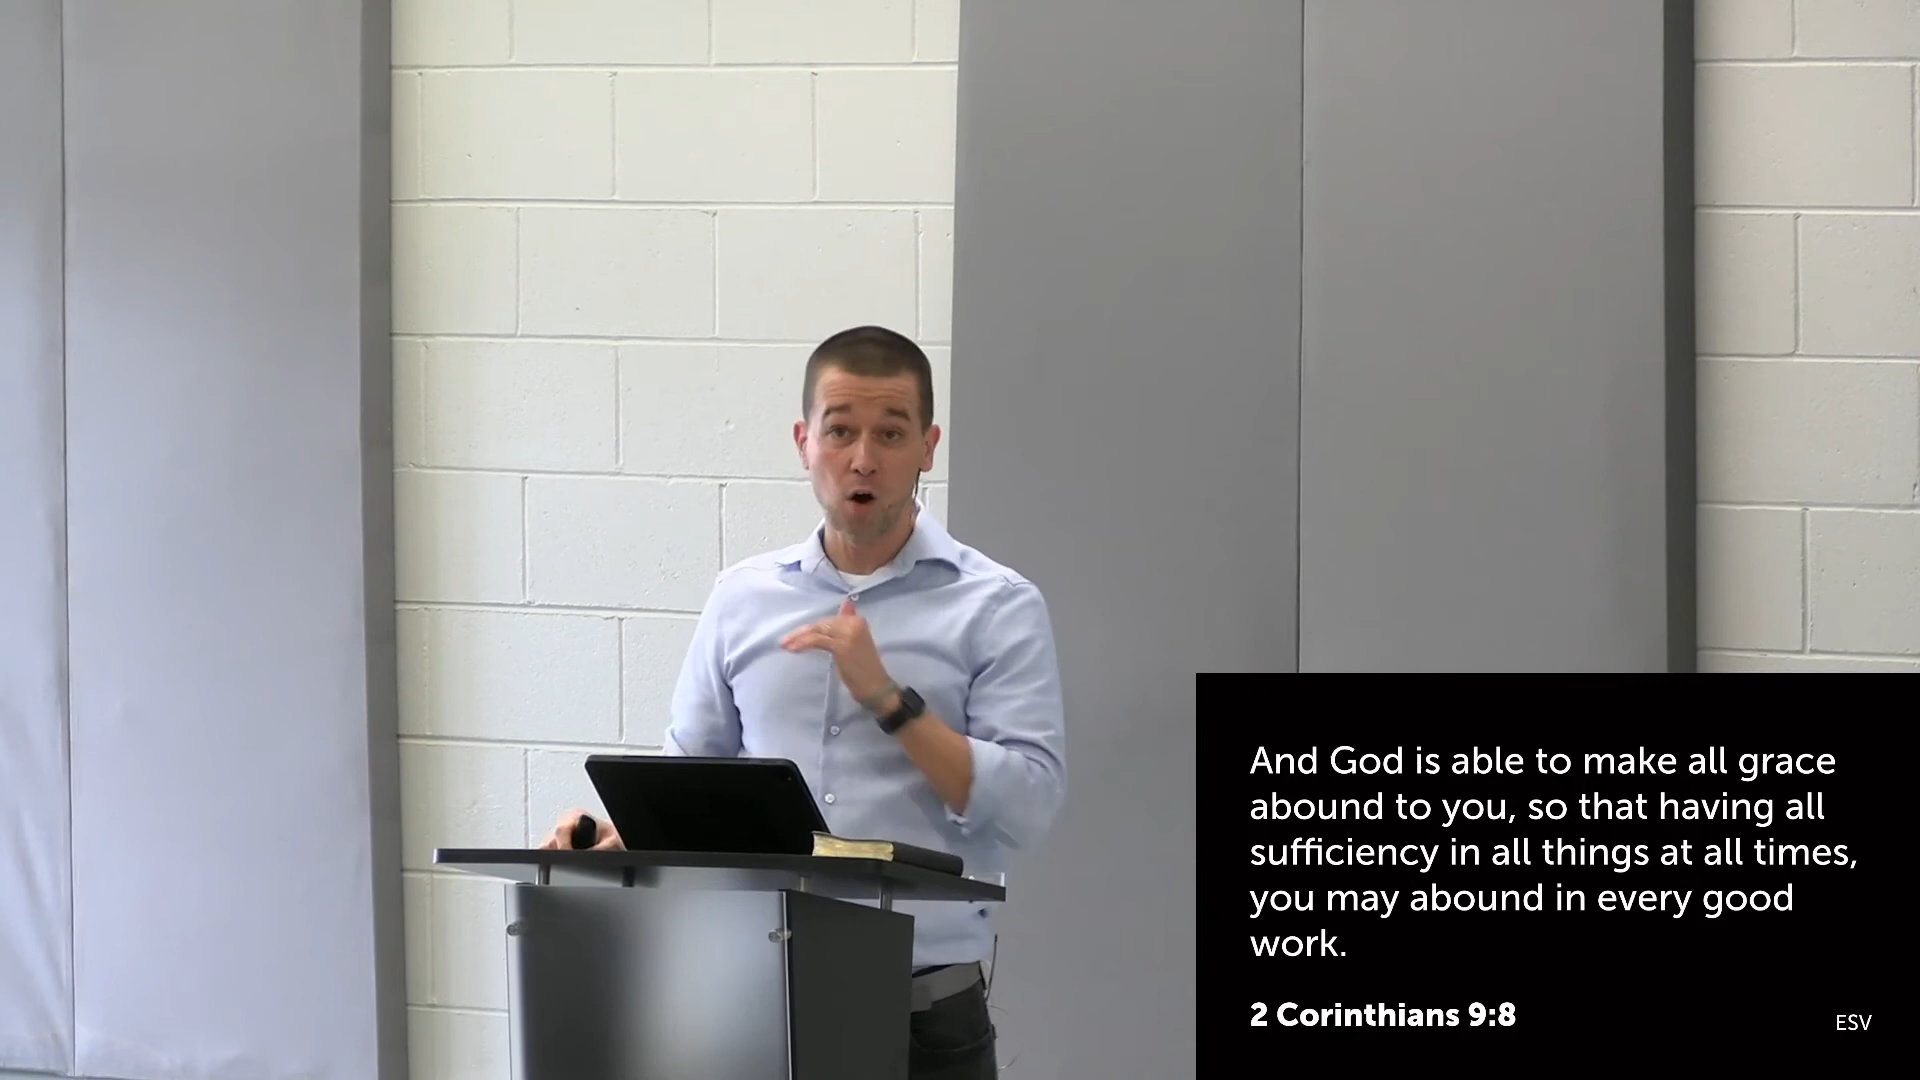 And God is able to make all grace
abound to you, so that having all
sufficiency in all things at all times,
you may abound in every good
work.
2 Corinthians 9:8
ESV